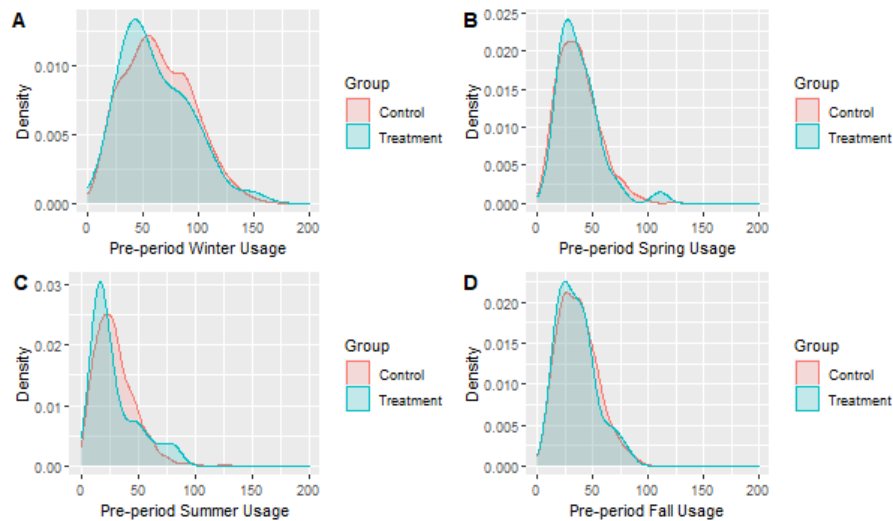 A
Density
0.010
0.005
0.000
0 50 100 150 200
Pre-period Winter Usage
Group
Control
Treatment
B
Density
0.025
0.020
0.015
0.010
0.005
0.000
0 50 100 150 200
Pre-period Spring Usage
Group
Control
Treatment
C
Density
0.03
0.02
0.01
0.00
0 50 100 150 200
Pre-period Summer Usage
Group
Control
Treatment
D
Density
0.020
0.015
0.010
0.005
0.000
0 50 100 150 200
Pre-period Fall Usage
Group
Control
Treatment